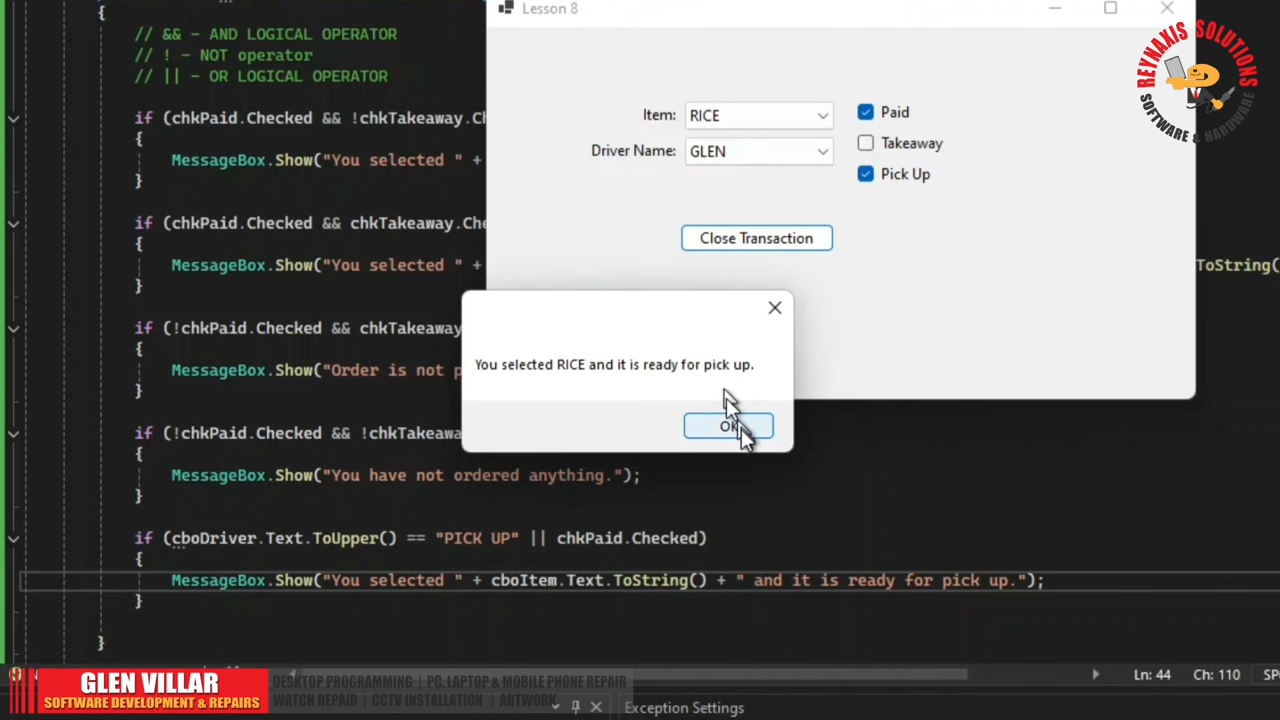 Lesson 8
REYNAXIS SOLUTIONS
SOFTWARE & HARDWARE
{
// && - AND LOGICAL OPERATOR
// ! - NOT operator
// || - OR LOGICAL OPERATOR
if (chkPaid.Checked && !chkTakeaway.Ch
{
MessageBox.Show("You selected " +
}
if (chkPaid.Checked && chkTakeaway.Che
{
MessageBox.Show("You selected " +
ToString(
}
if (!chkPaid.Checked && chkTakeaway
{
MessageBox.Show("Order is not p
}
if (!chkPaid.Checked && !chkTakeawa
{
MessageBox.Show("You have not ordered anything.");
}
if (cboDriver.Text.ToUpper() == "PICK UP" || chkPaid.Checked)
{
MessageBox.Show("You selected " + cboItem.Text.ToString() + " and it is ready for pick up.");
}
}
Item: RICE
Paid
Driver Name: GLEN
Takeaway
Pick Up
Close Transaction
You selected RICE and it is ready for pick up.
OK
Ln: 44 Ch: 110
GLEN VILLAR
SOFTWARE DEVELOPMENT & REPAIRS
DESKTOP PROGRAMMING | PC, LAPTOP & MOBILE PHONE REPAIR
WATCH REPAIR | CCTV INSTALLATION | ARTWORK
Exception Settings